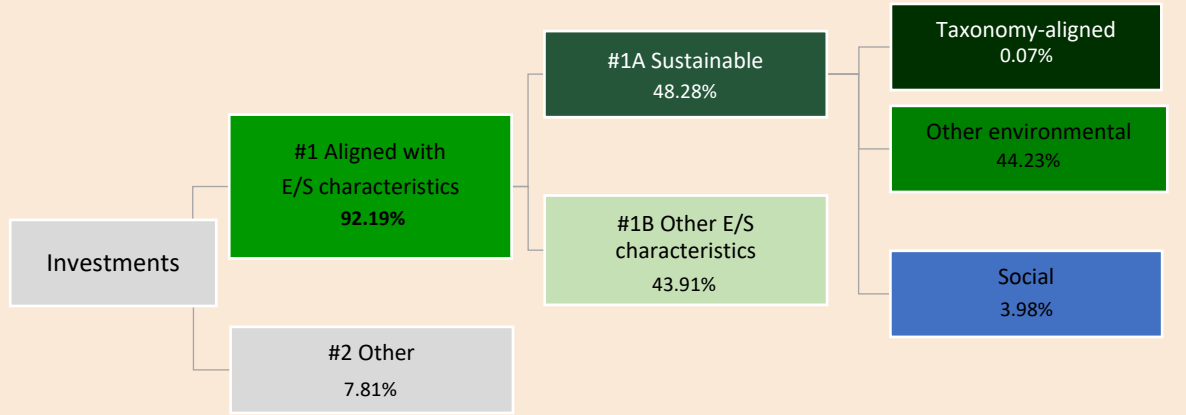 Investments
#1 Aligned with
E/S characteristics
92.19%
#2 Other
7.81%
#1A Sustainable
48.28%
#1B Other E/S
characteristics
43.91%
Taxonomy-aligned
0.07%
Other environmental
44.23%
Social
3.98%